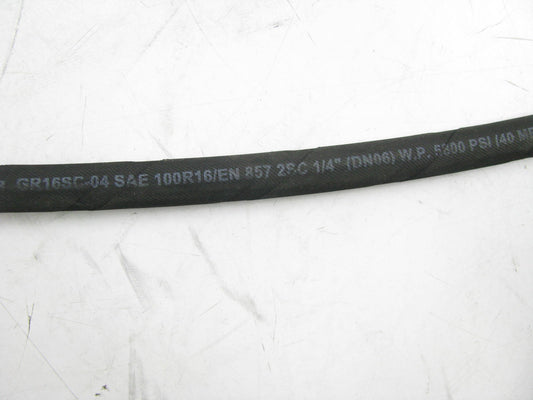 GR16SC-04 SAE 100R16/EN 857 2SC 1/4" (DN06) W.P. 5800 PSI (40